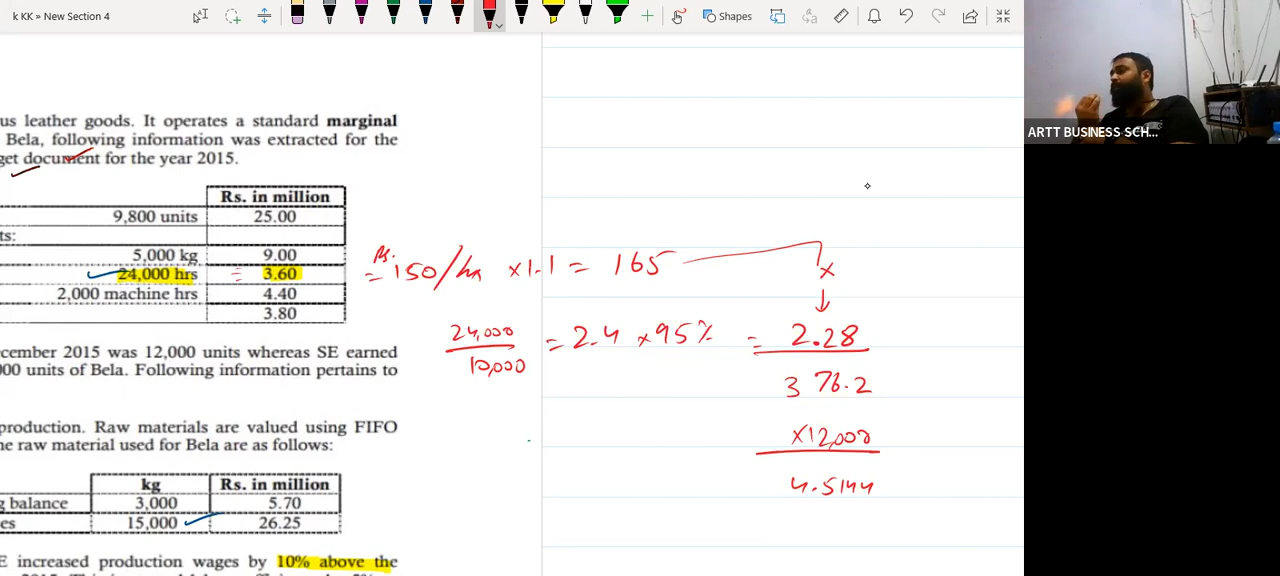 k KK » New Section 4
Shapes
ARTT BUSINESS SCH...
us leather goods. It operates a standard marginal
Bela, following information was extracted for the
get document for the year 2015.
Rs. in million
9,800 units 25.00
ts:
5,000 kg 9.00
24,000 hrs = 3.60
2,000 machine hrs 4.40
3.80
= Rs. 150/hr ×1.1 = 165
×
24,000
10,000
= 2.4 ×95% = 2.28
376.2
×12,000
4.5144
cember 2015 was 12,000 units whereas SE earned
000 units of Bela. Following information pertains to
production. Raw materials are valued using FIFO
he raw material used for Bela are as follows:
kg Rs. in million
g balance 3,000 5.70
es 15,000 26.25
E increased production wages by 10% above the